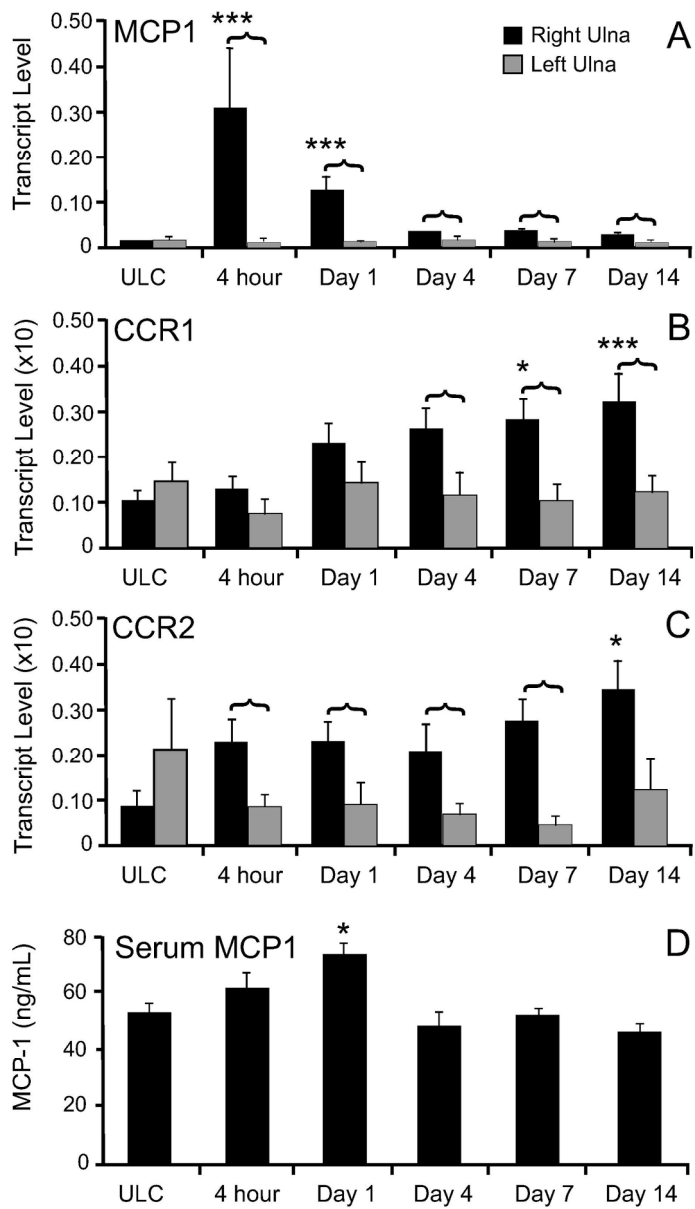 MCP1
A
Right Ulna
Left Ulna
Transcript Level
0.50
0.40
0.30
0.20
0.10
0
***
***
ULC 4 hour Day 1 Day 4 Day 7 Day 14
CCR1
B
Transcript Level (x10)
0.50
0.40
0.30
0.20
0.10
0
*
***
ULC 4 hour Day 1 Day 4 Day 7 Day 14
CCR2
C
Transcript Level (x10)
0.50
0.40
0.30
0.20
0.10
0
*
ULC 4 hour Day 1 Day 4 Day 7 Day 14
Serum MCP1
D
MCP-1 (ng/mL)
80
60
40
20
0
*
ULC 4 hour Day 1 Day 4 Day 7 Day 14